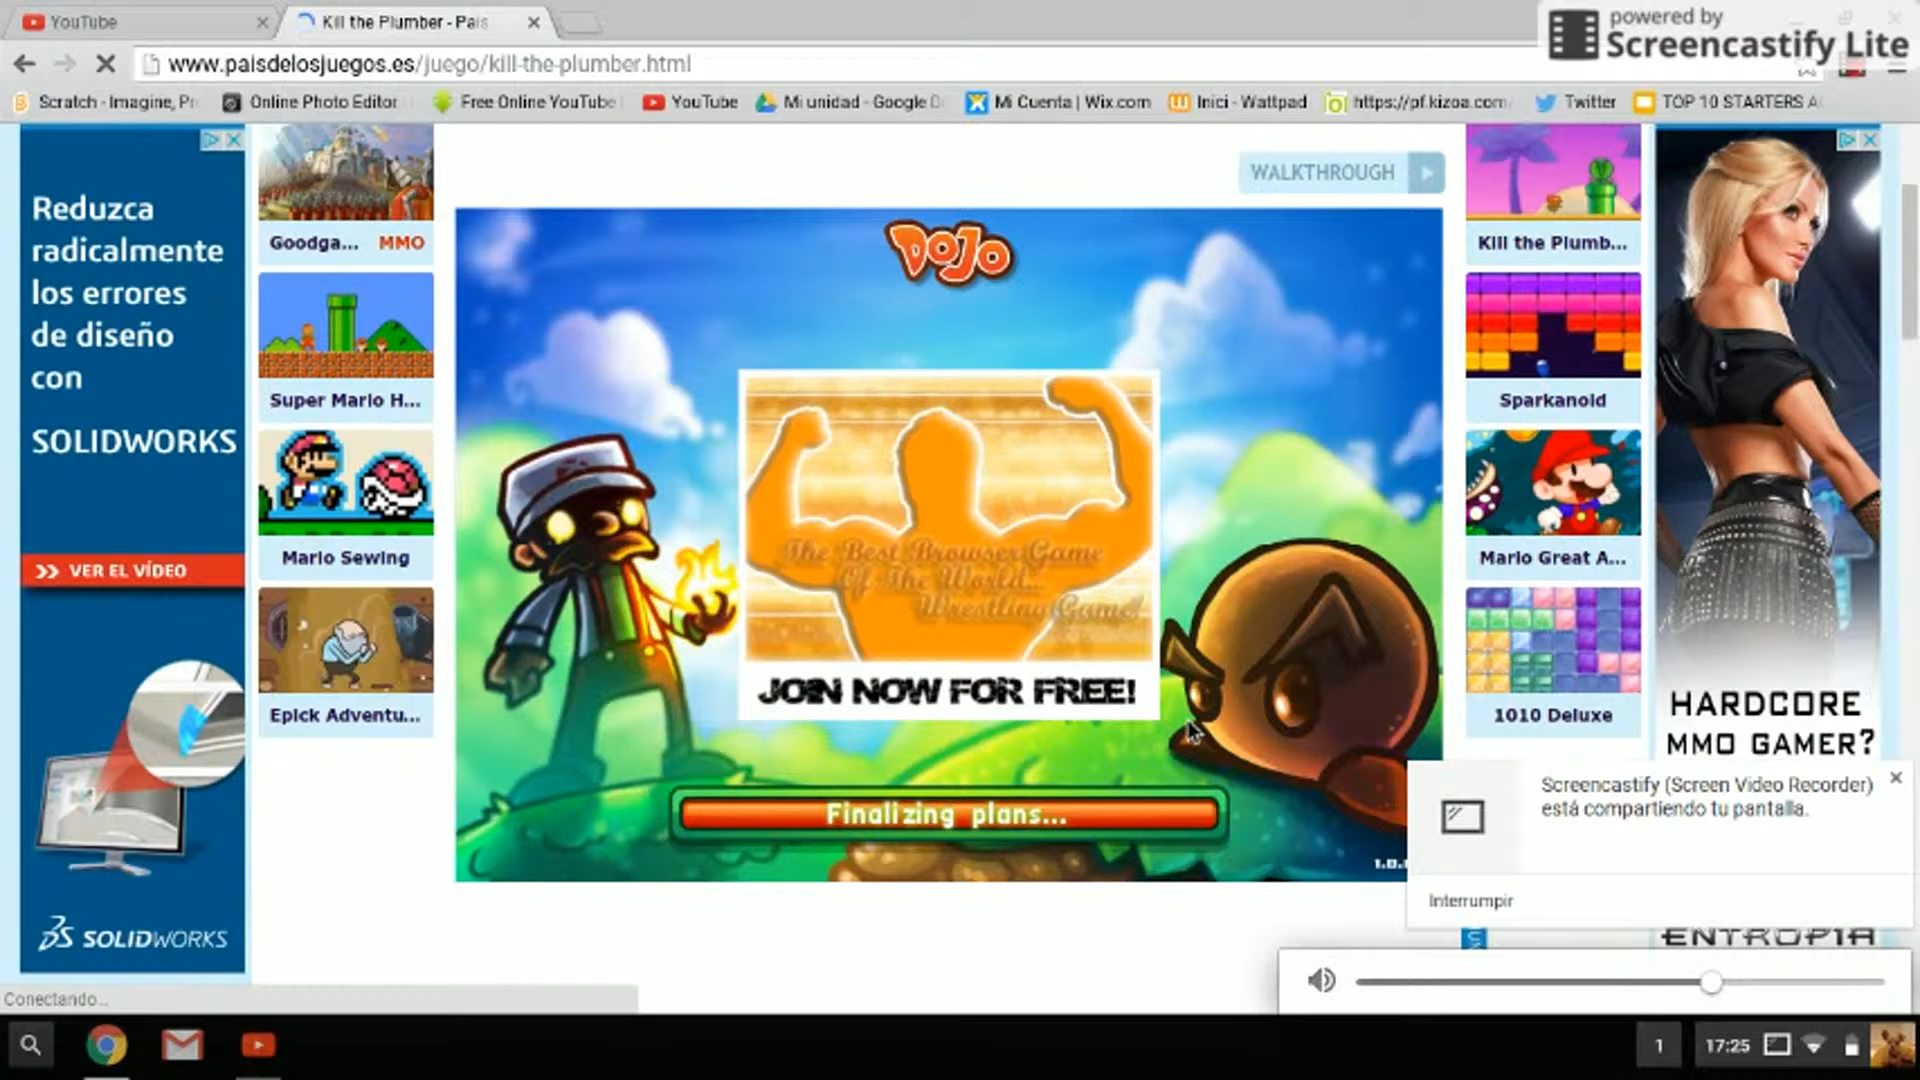 YouTube
Kill the Plumber - País
powered by
Screencastify Lite
www.paisdelosjuegos.es/juego/kill-the-plumber.html
Scratch - Imagine, Pr
Online Photo Editor
Free Online YouTube
YouTube
Mi unidad - Google D
Mi Cuenta | Wix.com
Inici - Wattpad
https://pf.kizoa.com/
Twitter
TOP 10 STARTERS A
Reduzca
radicalmente
los errores
de diseño
con
SOLIDWORKS
VER EL VÍDEO
SOLIDWORKS
Goodga... MMO
Super Mario H...
Mario Sewing
Epick Adventu...
WALKTHROUGH
DOJO
The Best Browser Game
Of The World...
Wrestling Game!
JOIN NOW FOR FREE!
Finalizing plans...
Kill the Plumb...
Sparkanoid
Mario Great A...
1010 Deluxe
HARDCORE
MMO GAMER?
ENTROPIA
Screencastify (Screen Video Recorder)
está compartiendo tu pantalla.
Interrumpir
Conectando...
1
17:25